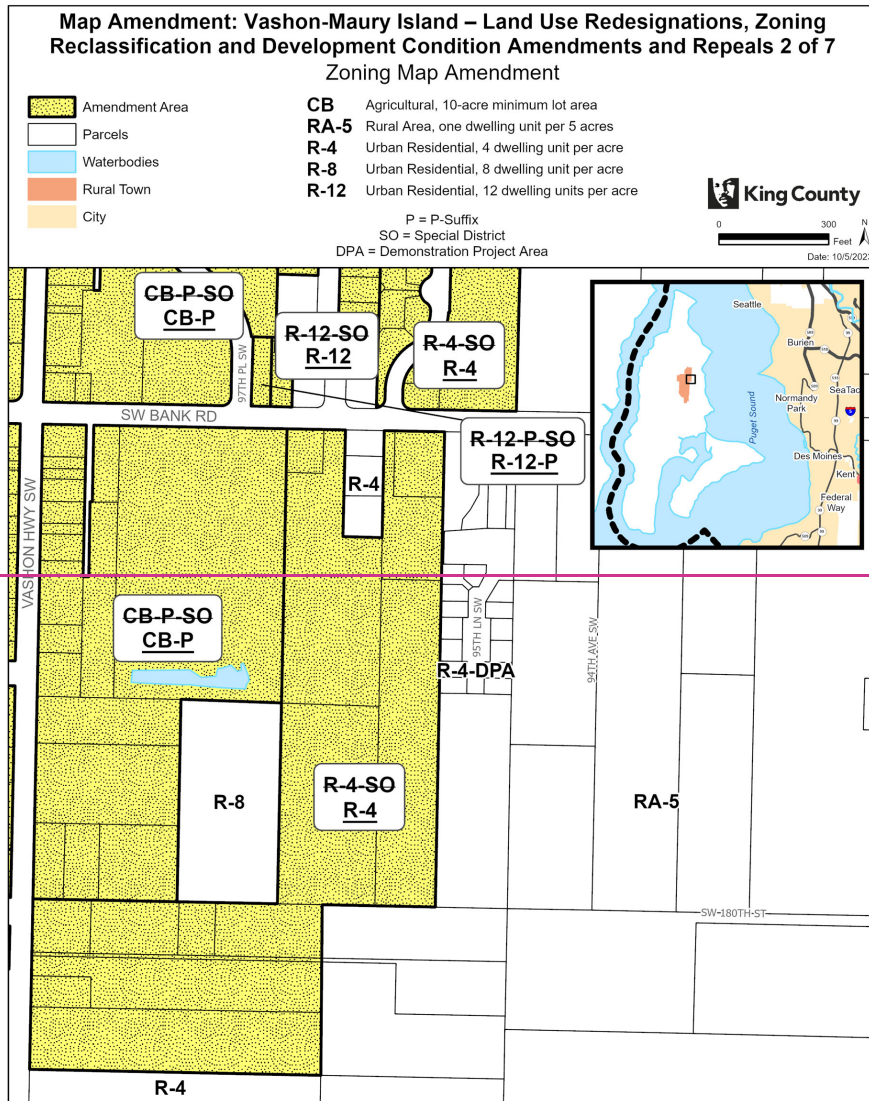 Map Amendment: Vashon-Maury Island – Land Use Redesignations, Zoning
Reclassification and Development Condition Amendments and Repeals 2 of 7
Zoning Map Amendment
Amendment Area
Parcels
Waterbodies
Rural Town
City
CB Agricultural, 10-acre minimum lot area
RA-5 Rural Area, one dwelling unit per 5 acres
R-4 Urban Residential, 4 dwelling unit per acre
R-8 Urban Residential, 8 dwelling unit per acre
R-12 Urban Residential, 12 dwelling units per acre
P = P-Suffix
SO = Special District
DPA = Demonstration Project Area
King County
0 300
Feet
N
Date: 10/5/2023
CB-P-SO
CB-P
97TH PL SW
R-12-SO
R-12
R-4-SO
R-4
SW BANK RD
R-12-P-SO
R-12-P
R-4
VASHON HWY SW
CB-P-SO
CB-P
95TH LN SW
R-4-DPA
94TH AVE SW
R-8
R-4-SO
R-4
RA-5
SW 180TH ST
R-4
Seattle
Burien
SeaTac
Normandy
Park
Puget Sound
Des Moines
Kent
Federal
Way